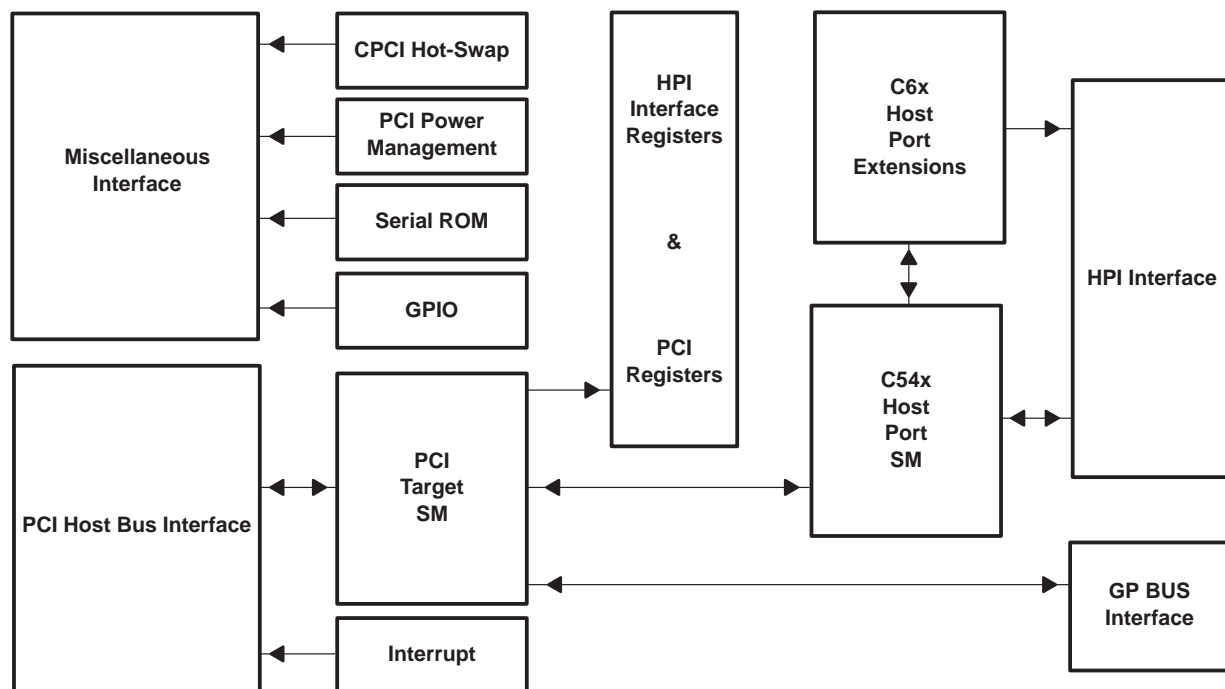 Miscellaneous
Interface
CPCI Hot-Swap
PCI Power
Management
Serial ROM
GPIO
HPI
Interface
Registers
&
PCI
Registers
C6x
Host
Port
Extensions
HPI Interface
C54x
Host
Port
SM
PCI Host Bus Interface
PCI
Target
SM
Interrupt
GP BUS
Interface